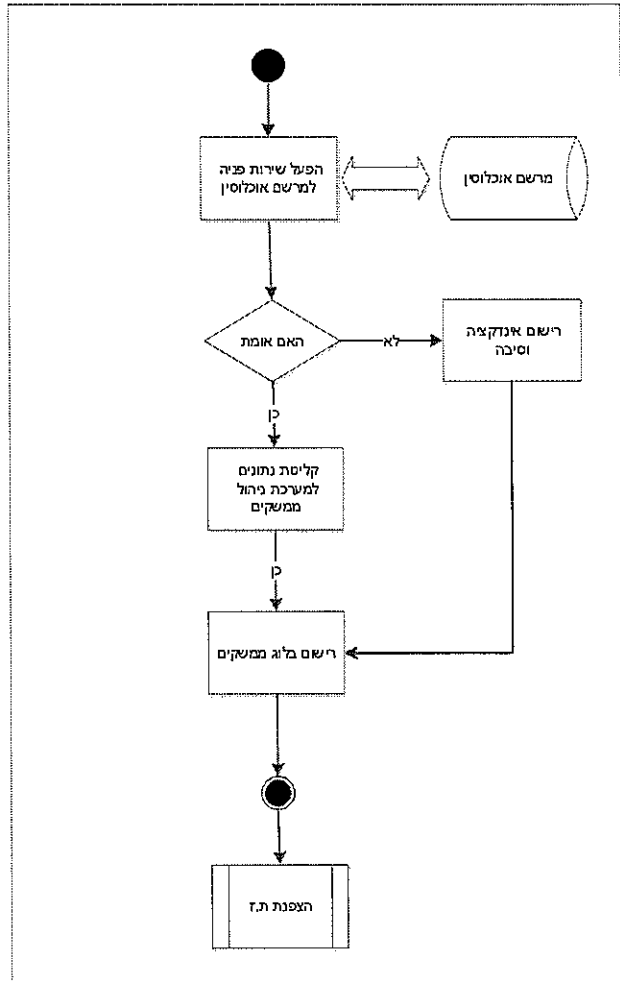 הפעל שירות פניה
למרשם אוכלוסין
מרשם אוכלוסין
האם אומת
לא
רישום אינדקציה
וסיבה
כן
קליטת נתונים
למערכת ניהול
ממשקים
כן
רישום בלוג ממשקים
הצפנת ת.ז